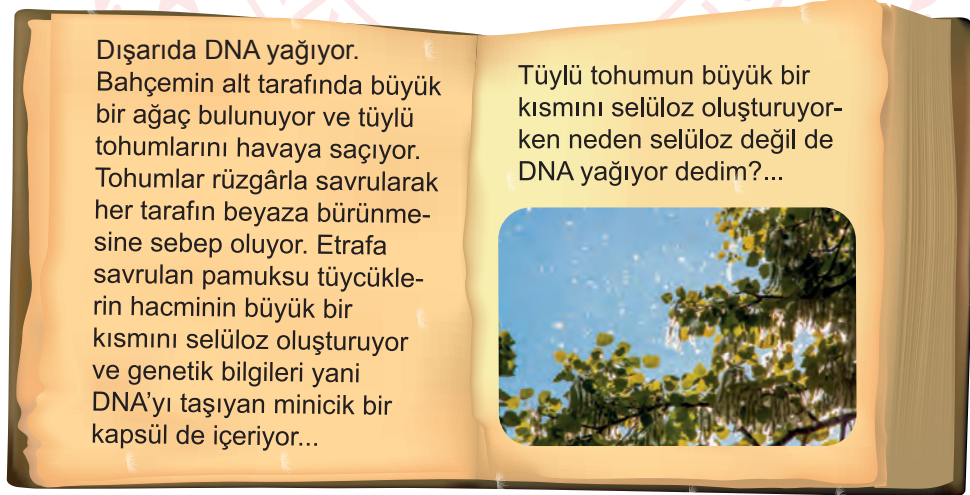 Dışarıda DNA yağıyor.
Bahçemin alt tarafında büyük
bir ağaç bulunuyor ve tüylü
tohumlarını havaya saçıyor.
Tohumlar rüzgârla savrularak
her tarafın beyaza bürünme-
sine sebep oluyor. Etrafa
savrulan pamuksu tüycükle-
rin hacminin büyük bir
kısmını selüloz oluşturuyor
ve genetik bilgileri yani
DNA’yı taşıyan minicik bir
kapsül de içeriyor...
Tüylü tohumun büyük bir
kısmını selüloz oluşturuyor-
ken neden selüloz değil de
DNA yağıyor dedim?...